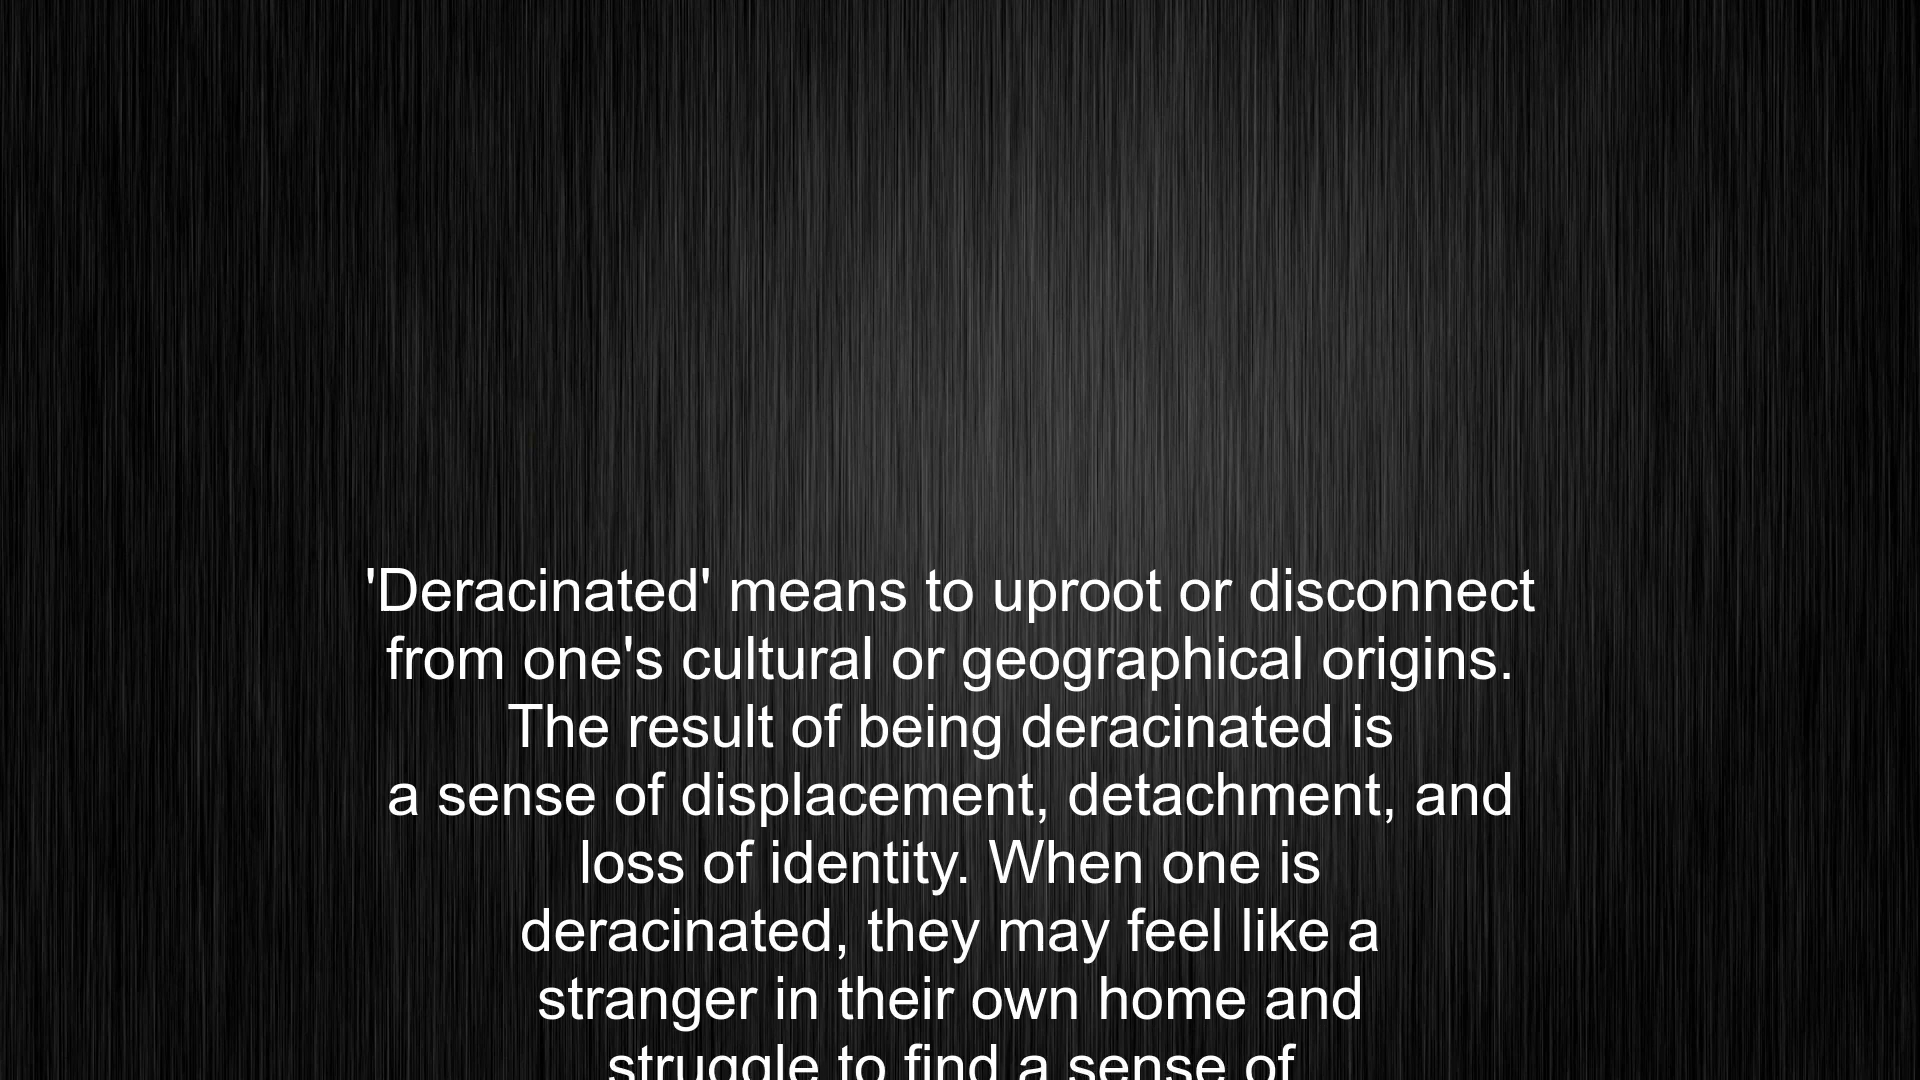 'Deracinated' means to uproot or disconnect
from one's cultural or geographical origins.
The result of being deracinated is
a sense of displacement, detachment, and
loss of identity. When one is
deracinated, they may feel like a
stranger in their own home and
struggle to find a sense of